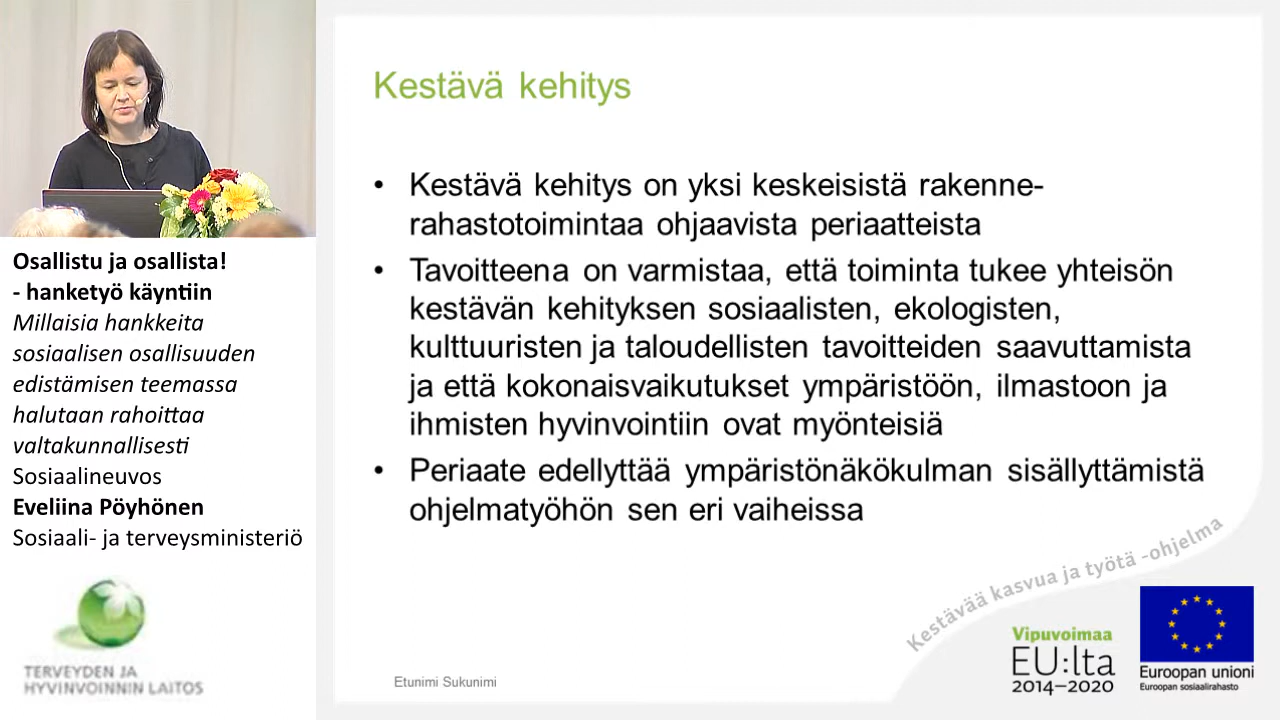 Osallistu ja osallista!
- hanketyö käyntiin
Millaisia hankkeita
sosiaalisen osallisuuden
edistämisen teemassa
halutaan rahoittaa
valtakunnallisesti
Sosiaalineuvos
Eveliina Pöyhönen
Sosiaali- ja terveysministeriö
TERVEYDEN JA
HYVINVOINNIN LAITOS
Kestävä kehitys
• Kestävä kehitys on yksi keskeisistä rakenne-
rahastotoimintaa ohjaavista periaatteista
• Tavoitteena on varmistaa, että toiminta tukee yhteisön
kestävän kehityksen sosiaalisten, ekologisten,
kulttuuristen ja taloudellisten tavoitteiden saavuttamista
ja että kokonaisvaikutukset ympäristöön, ilmastoon ja
ihmisten hyvinvointiin ovat myönteisiä
• Periaate edellyttää ympäristönäkökulman sisällyttämistä
ohjelmatyöhön sen eri vaiheissa
Kestävää kasvua ja työtä -ohjelma
Vipuvoimaa
EU:lta
2014–2020
Euroopan unioni
Euroopan sosiaalirahasto
Etunimi Sukunimi